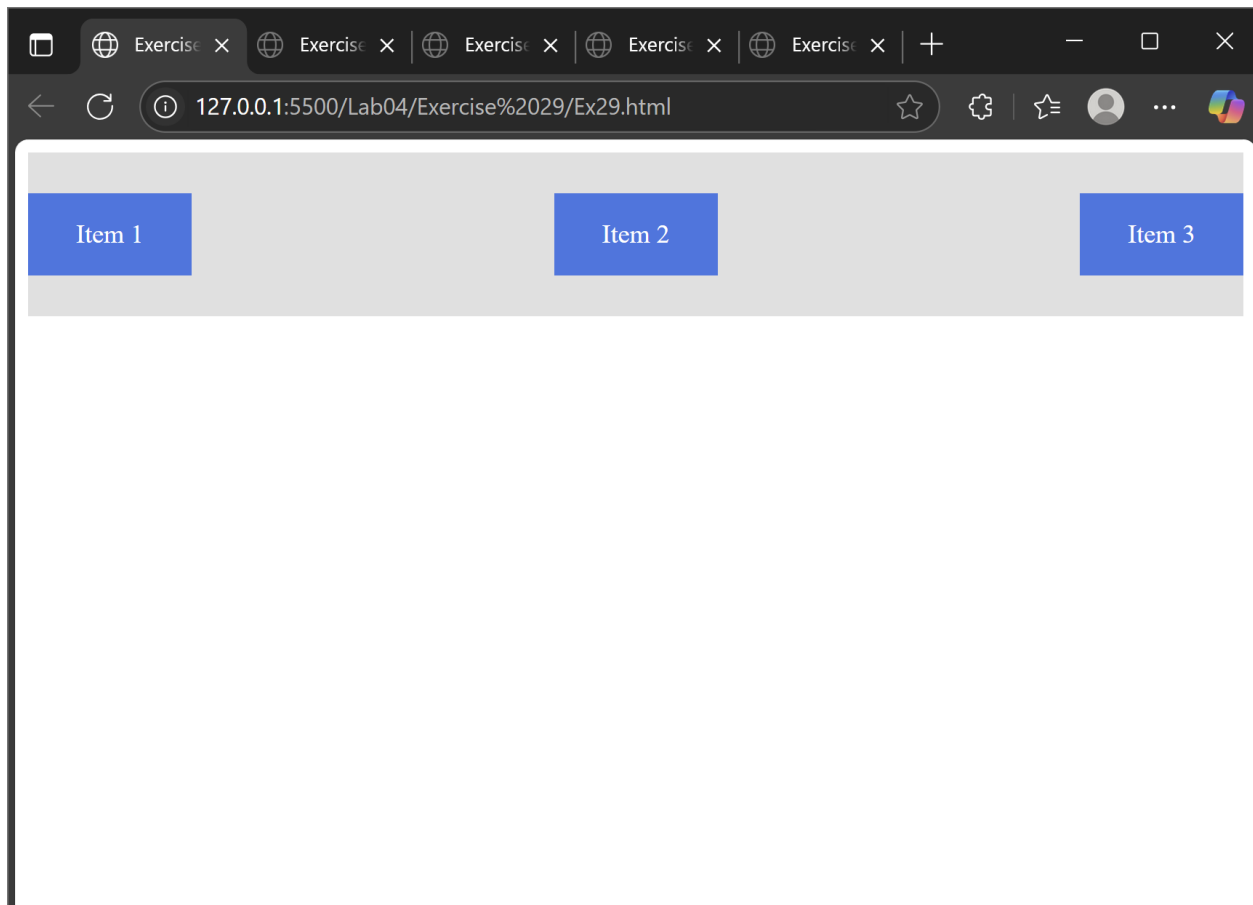 Exercise Exercise Exercise Exercise Exercise
127.0.0.1:5500/Lab04/Exercise%2029/Ex29.html
Item 1 Item 2 Item 3